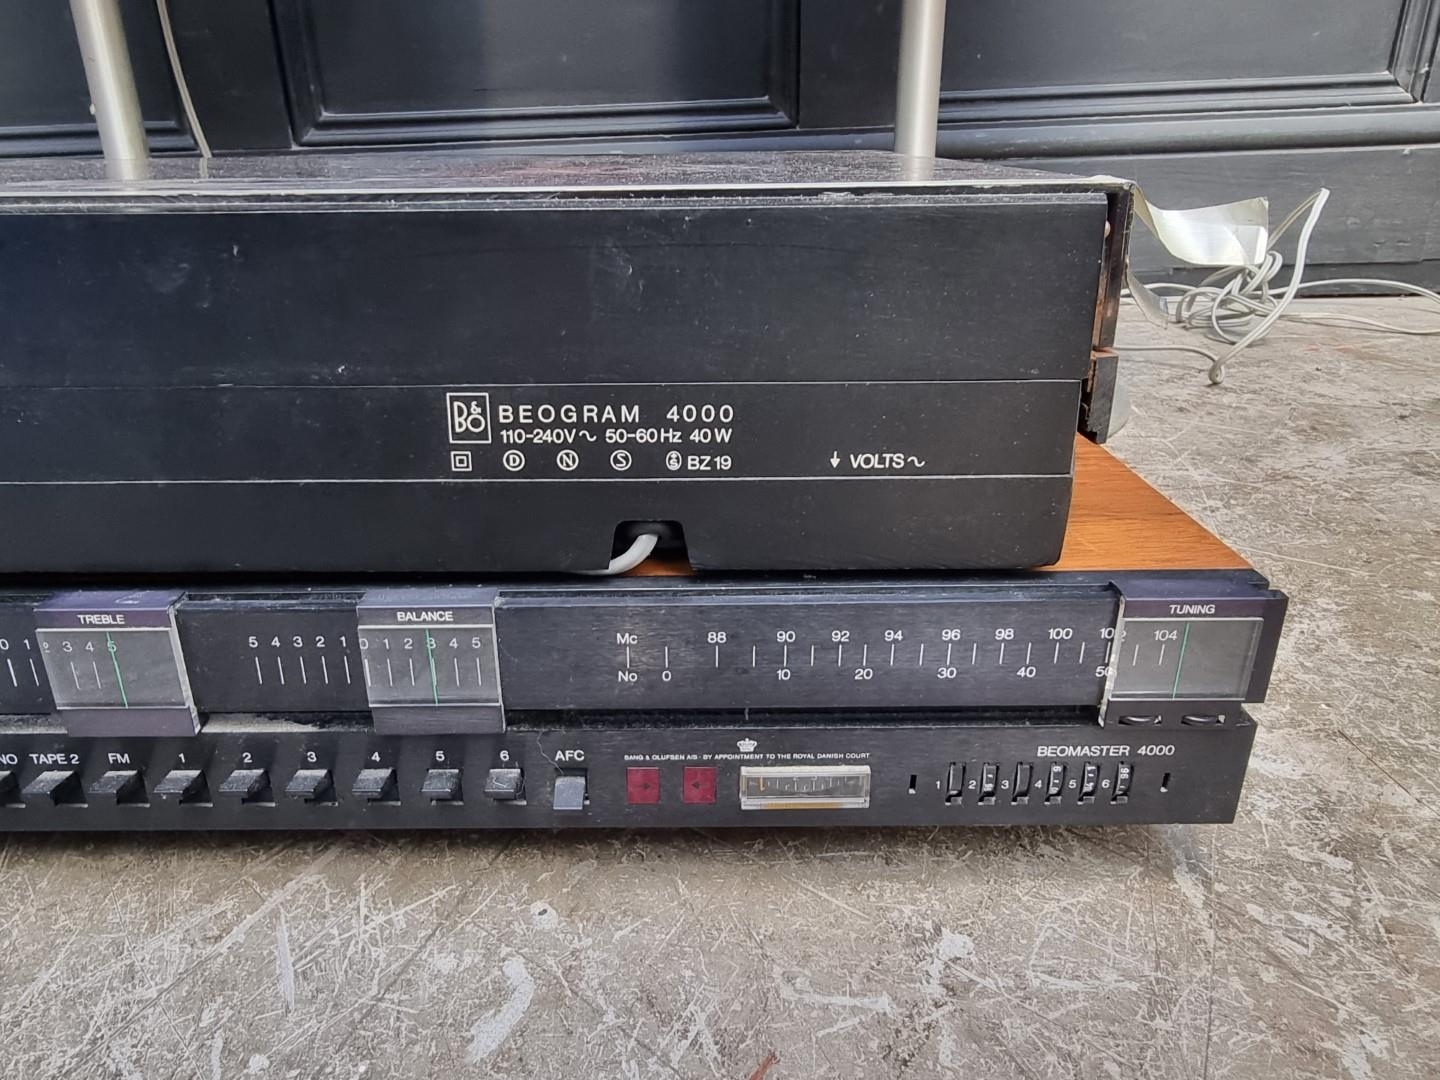 B&O BEOGRAM 4000
110-240V~ 50-60Hz 40W
D N S S BZ 19
VOLTS~
TREBLE
BALANCE
TUNING
0 1 2 3 4 5
5 4 3 2 1 0 1 2 3 4 5
Mc 88 90 92 94 96 98 100 102 104
No 0 10 20 30 40 50
NO TAPE 2 FM 1 2 3 4 5 6 AFC
BANG & OLUFSEN A/S · BY APPOINTMENT TO THE ROYAL DANISH COURT
BEOMASTER 4000
1 2 3 4 5 6